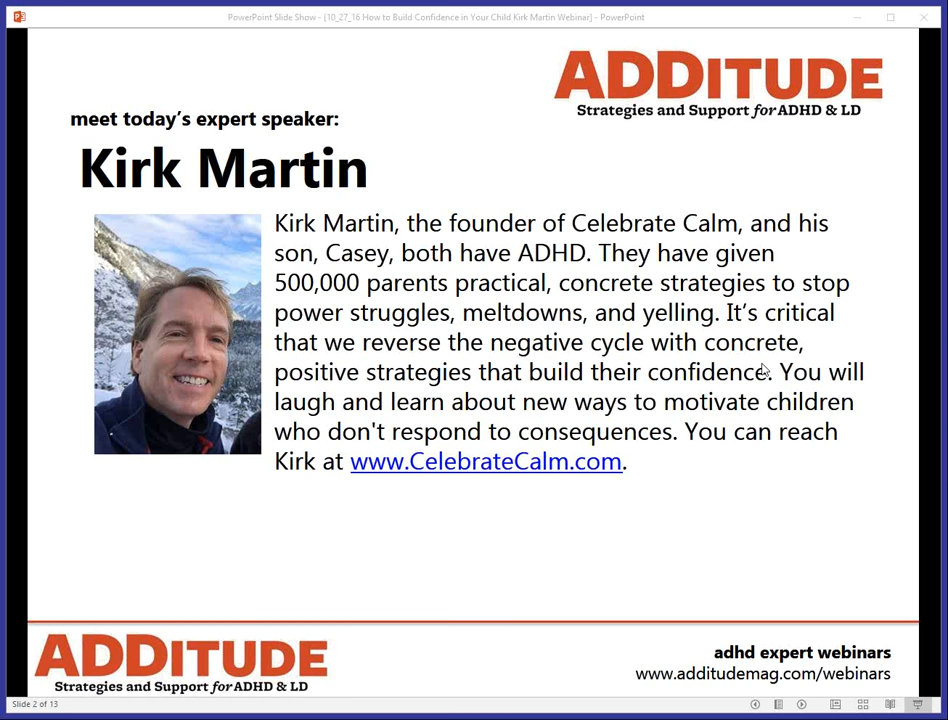 PowerPoint Slide Show - [10_27_16 How to Build Confidence in Your Child Kirk Martin Webinar] - PowerPoint
ADDITUDE
Strategies and Support for ADHD & LD
meet today's expert speaker:
Kirk Martin
Kirk Martin, the founder of Celebrate Calm, and his
son, Casey, both have ADHD. They have given
500,000 parents practical, concrete strategies to stop
power struggles, meltdowns, and yelling. It's critical
that we reverse the negative cycle with concrete,
positive strategies that build their confidence. You will
laugh and learn about new ways to motivate children
who don't respond to consequences. You can reach
Kirk at www.CelebrateCalm.com.
ADDITUDE
Strategies and Support for ADHD & LD
adhd expert webinars
www.additudemag.com/webinars
Slide 2 of 13